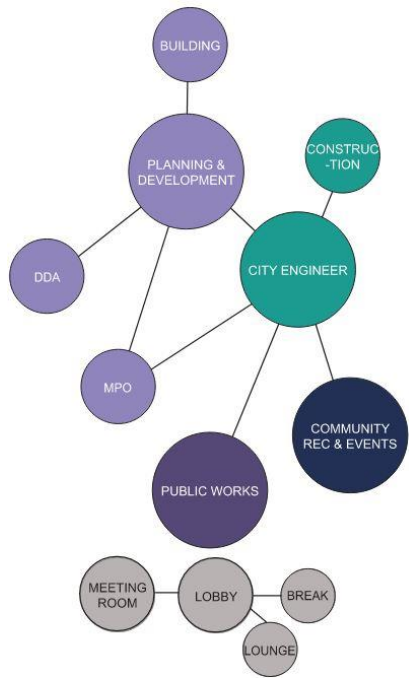 BUILDING
PLANNING &
DEVELOPMENT
CONSTRUC
-TION
CITY ENGINEER
DDA
MPO
COMMUNITY
REC & EVENTS
PUBLIC WORKS
MEETING
ROOM
LOBBY
BREAK
LOUNGE